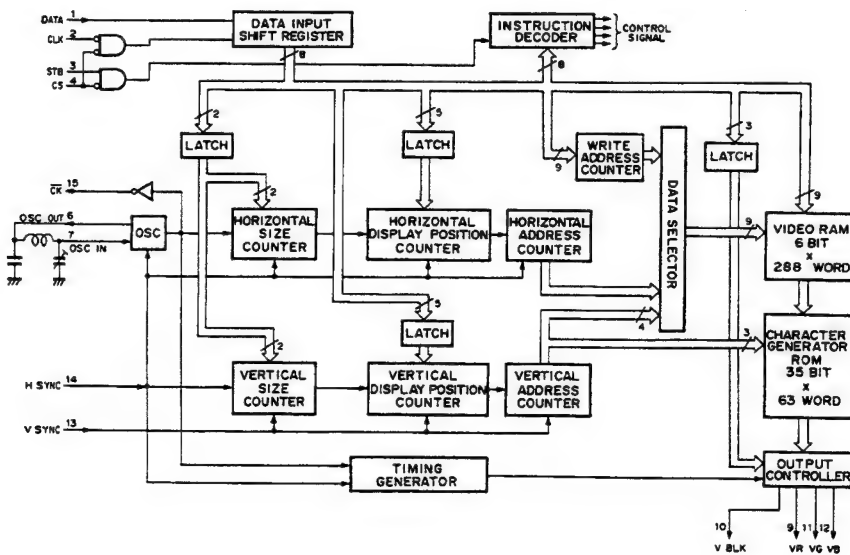 DATA 1
CLK 2
STB 3
CS 4
DATA INPUT
SHIFT REGISTER
8
INSTRUCTION
DECODER
CONTROL
SIGNAL
8
2
LATCH
5
LATCH
9
WRITE
ADDRESS
COUNTER
DATA SELECTOR
3
LATCH
9
CK 15
OSC OUT 6
7
OSC IN
OSC
2
HORIZONTAL
SIZE
COUNTER
HORIZONTAL
DISPLAY POSITION
COUNTER
HORIZONTAL
ADDRESS
COUNTER
9
VIDEO RAM
6 BIT
x
288 WORD
5
LATCH
4
3
CHARACTER
GENERATOR
ROM
35 BIT
x
63 WORD
2
H SYNC 14
VERTICAL
SIZE
COUNTER
VERTICAL
DISPLAY POSITION
COUNTER
VERTICAL
ADDRESS
COUNTER
V SYNC 13
TIMING
GENERATOR
OUTPUT
CONTROLLER
10
9
11
12
V BLK
VR
VG
VB